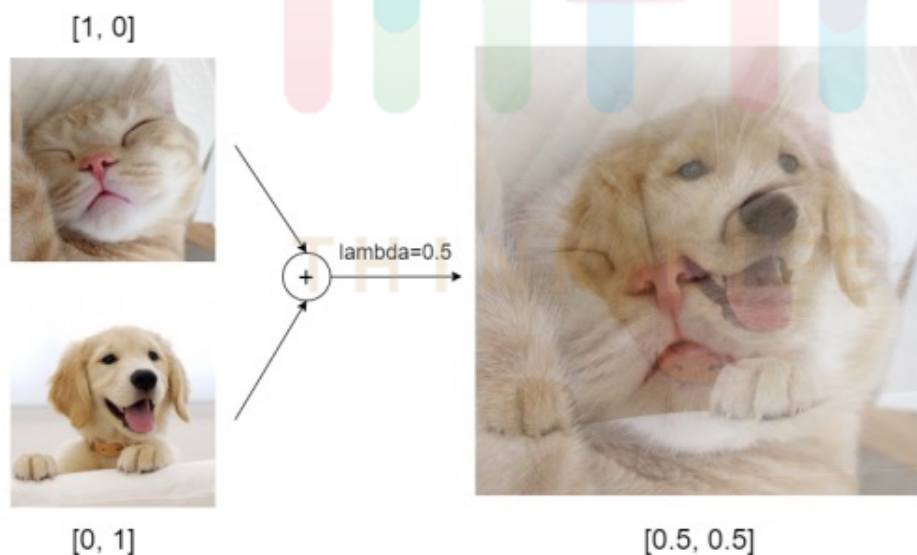 [1, 0]
lambda=0.5
+
[0, 1]
[0.5, 0.5]